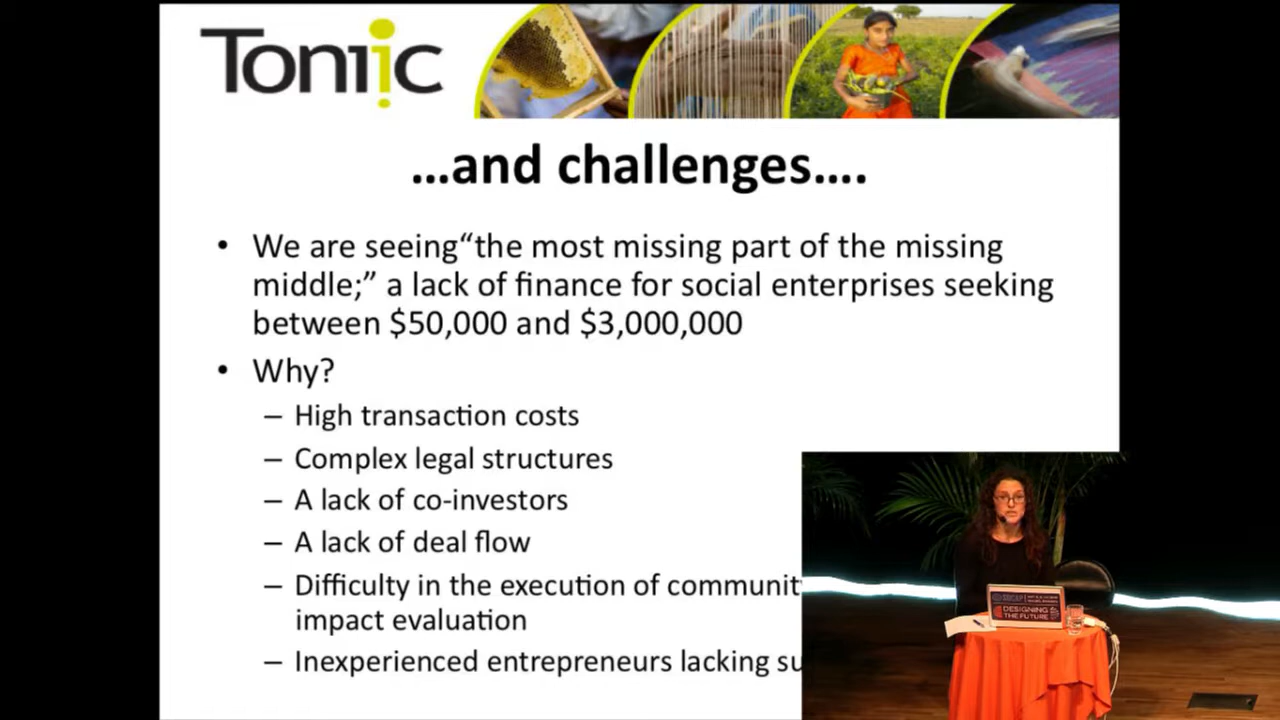 Toniic
…and challenges….
• We are seeing“the most missing part of the missing
middle;” a lack of finance for social enterprises seeking
between $50,000 and $3,000,000
• Why?
– High transaction costs
– Complex legal structures
– A lack of co-investors
– A lack of deal flow
– Difficulty in the execution of communit
impact evaluation
– Inexperienced entrepreneurs lacking su
DESIGNING
THE FUTURE